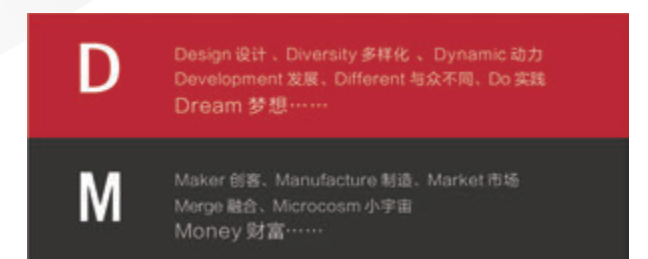 D
Design 设计 、Diversity 多样化 、Dynamic 动力
Development 发展、Different 与众不同、Do 实践
Dream 梦想……
M
Maker 创客、Manufacture 制造、Market 市场
Merge 融合、Microcosm 小宇宙
Money 财富……